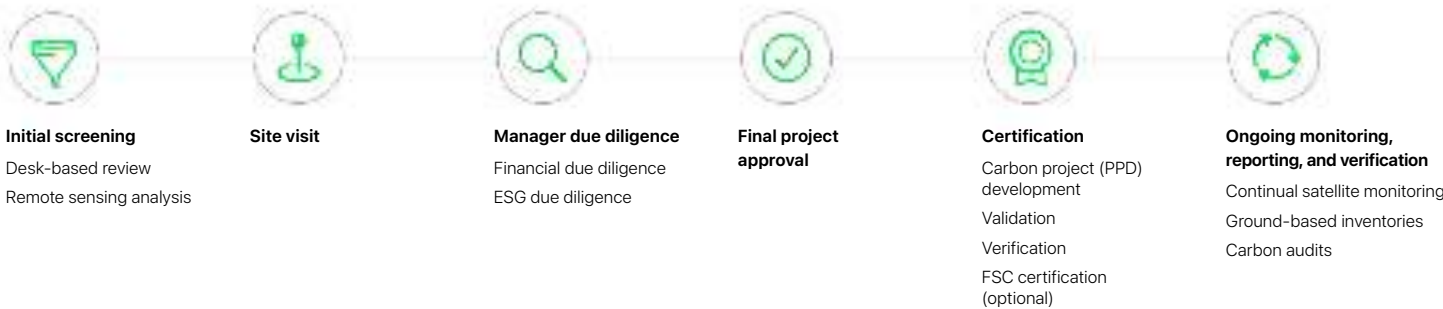 Initial screening
Desk-based review
Remote sensing analysis
Site visit
Manager due diligence
Financial due diligence
ESG due diligence
Final project
approval
Certification
Carbon project (PPD)
development
Validation
Verification
FSC certification
(optional)
Ongoing monitoring,
reporting, and verification
Continual satellite monitoring
Ground-based inventories
Carbon audits